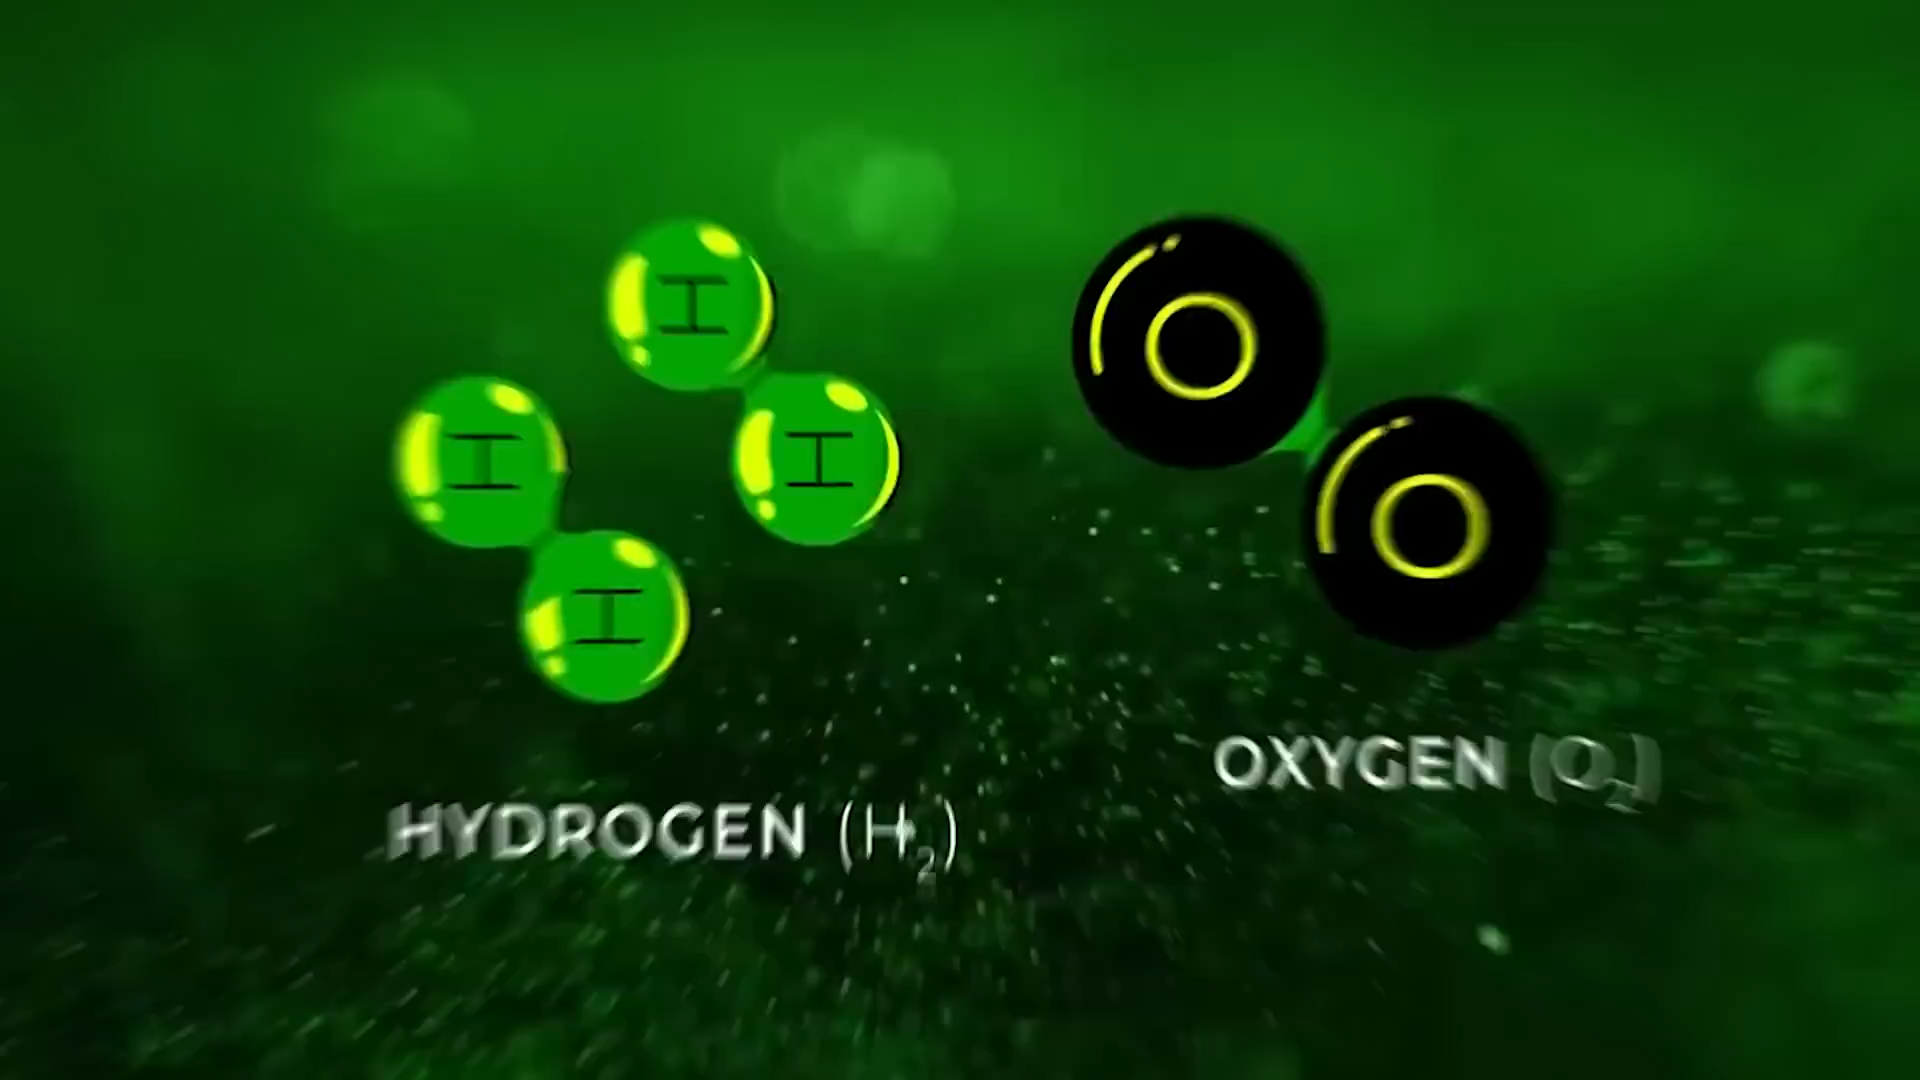 H
H
H
H
O
O
OXYGEN (O₂)
HYDROGEN (H₂)